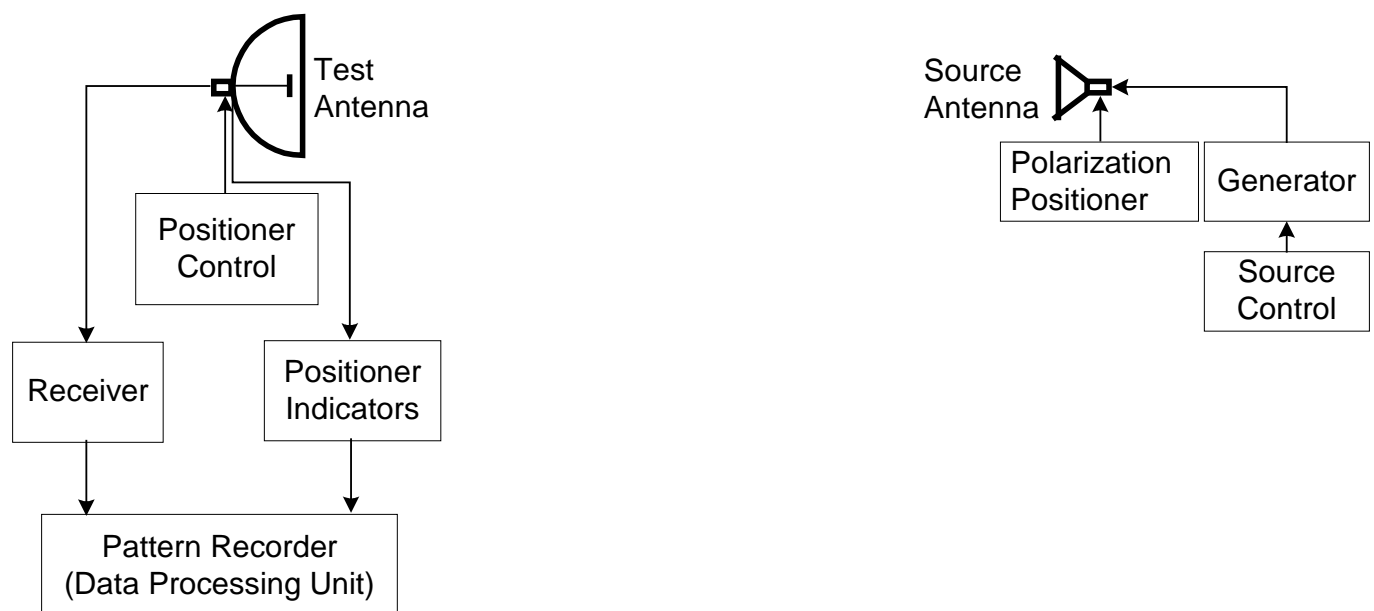 Test
Antenna
Source
Antenna
Polarization
Positioner
Generator
Positioner
Control
Source
Control
Receiver
Positioner
Indicators
Pattern Recorder
(Data Processing Unit)